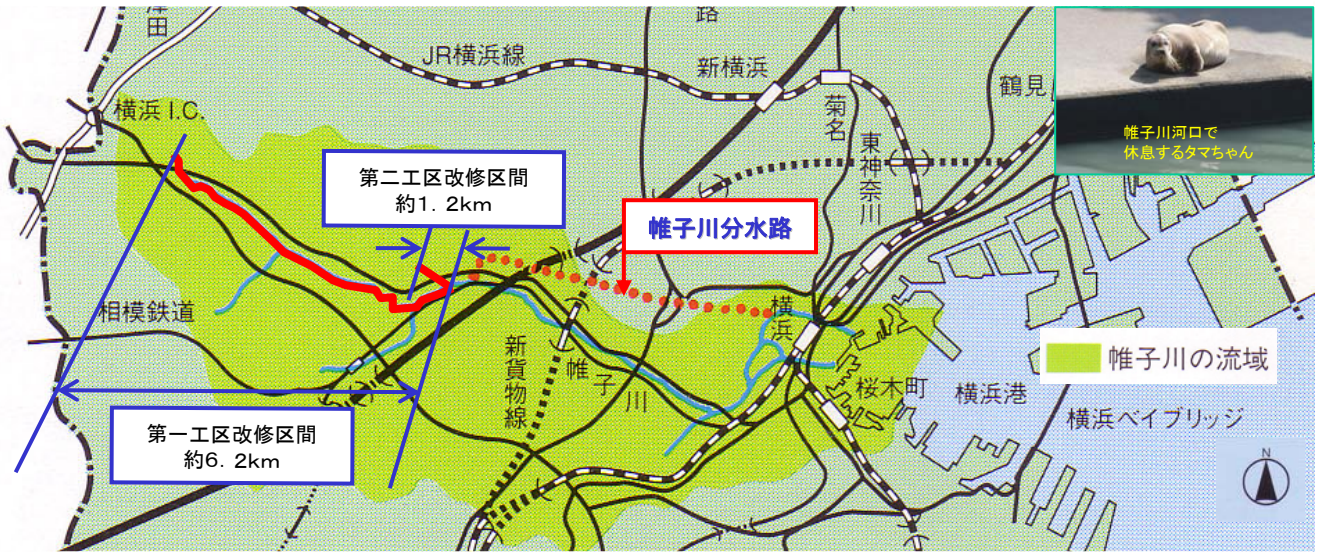 津田
横浜 I.C.
JR横浜線
路
新横浜
菊名
東神奈川
鶴見
帷子川河口で
休息するタマちゃん
第二工区改修区間
約1.2km
帷子川分水路
相模鉄道
新貨物線
帷子川
横浜
桜木町
横浜港
横浜ベイブリッジ
帷子川の流域
第一工区改修区間
約6.2km
N